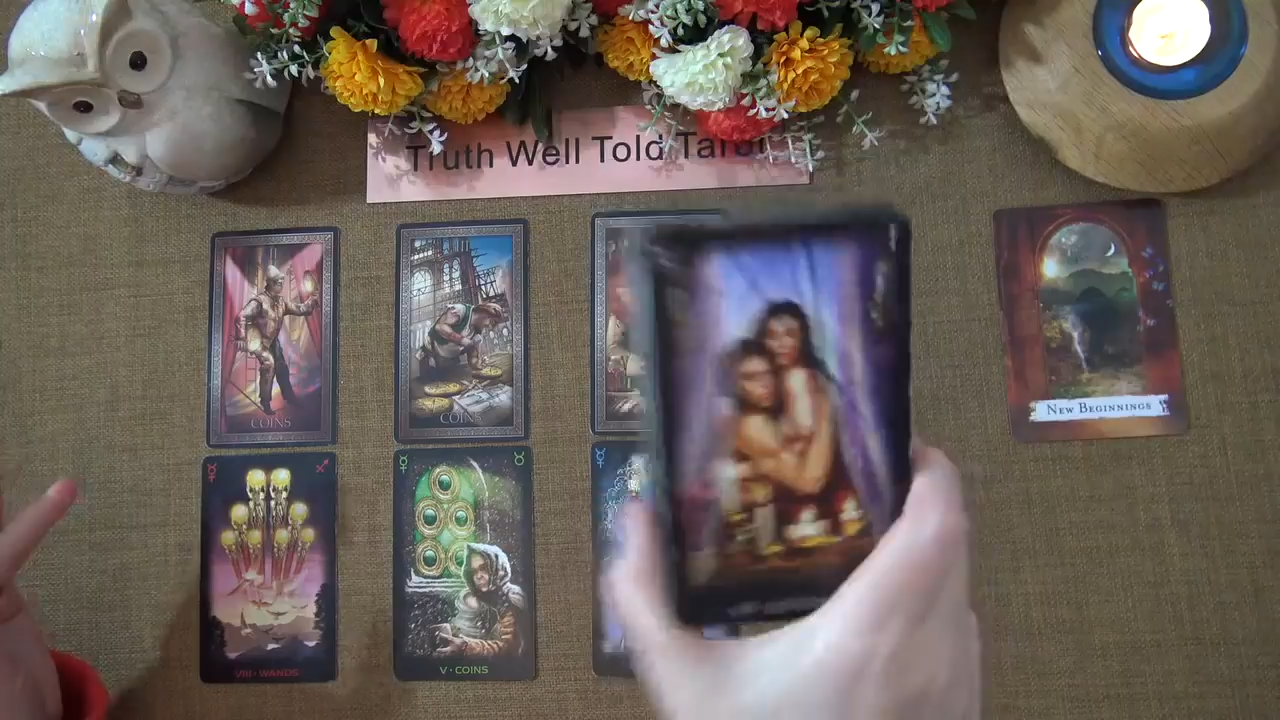 Truth Well Told Tarot
COINS
COINS
NEW BEGINNINGS
VIII • WANDS
V • COINS